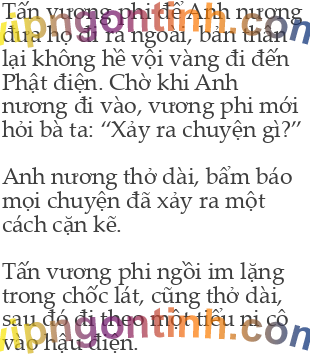 Tấn vương phi để Anh nương
đưa họ đi ra ngoài, bản thân
lại không hề vội vàng đi đến
Phật điện. Chờ khi Anh
nương đi vào, vương phi mới
hỏi bà ta: “Xảy ra chuyện gì?”
Anh nương thở dài, bẩm báo
mọi chuyện đã xảy ra một
cách cặn kẽ.
Tấn vương phi ngồi im lặng
trong chốc lát, cũng thở dài,
sau đó đi theo một tiểu ni cô
vào hậu điện.
vipngontinh.com
vipngontinh.com